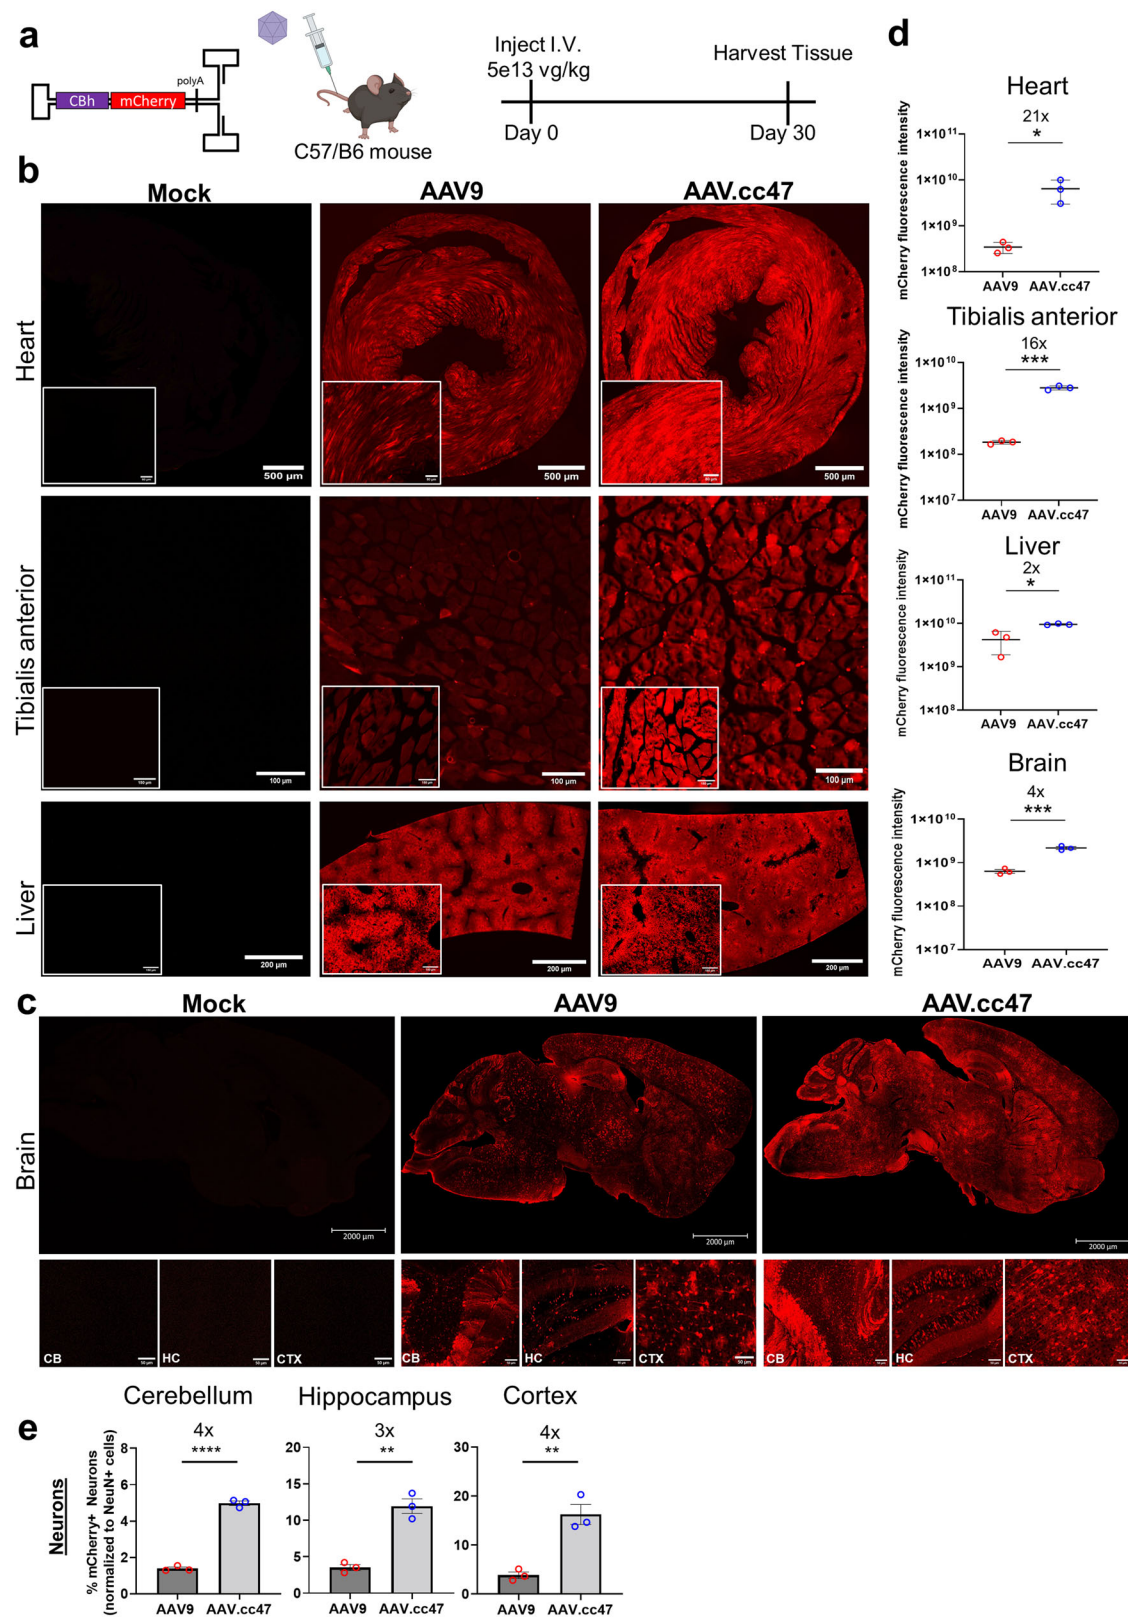 a
polyA
CBh
mCherry
C57/B6 mouse
Inject I.V.
5e13 vg/kg
Harvest Tissue
Day 0
Day 30
b
Mock
AAV9
AAV.cc47
Heart
500 µm
500 µm
500 µm
Tibialis anterior
100 µm
100 µm
100 µm
Liver
200 µm
200 µm
200 µm
c
Mock
AAV9
AAV.cc47
Brain
2000 µm
2000 µm
2000 µm
CB
50 µm
HC
50 µm
CTX
50 µm
CB
HC
CTX
50 µm
CB
HC
CTX
d
Heart
21x
*
mCherry fluorescence intensity
1×10¹¹
1×10¹⁰
1×10⁹
1×10⁸
AAV9
AAV.cc47
Tibialis anterior
16x
***
mCherry fluorescence intensity
1×10¹⁰
1×10⁹
1×10⁸
1×10⁷
AAV9
AAV.cc47
Liver
2x
*
mCherry fluorescence intensity
1×10¹¹
1×10¹⁰
1×10⁹
1×10⁸
AAV9
AAV.cc47
Brain
4x
***
mCherry fluorescence intensity
1×10¹⁰
1×10⁹
1×10⁸
1×10⁷
AAV9
AAV.cc47
e
Neurons
% mCherry+ Neurons
(normalized to NeuN+ cells)
Cerebellum
4x
****
8
6
4
2
0
AAV9
AAV.cc47
Hippocampus
3x
**
20
15
10
5
0
AAV9
AAV.cc47
Cortex
4x
**
30
20
10
0
AAV9
AAV.cc47